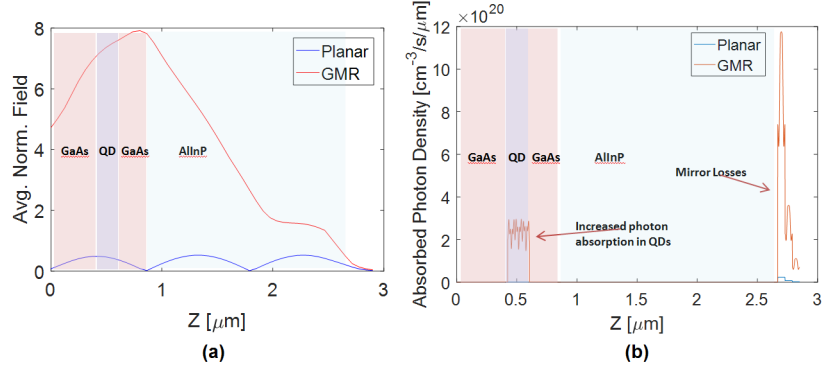 8
6
4
2
0
Avg. Norm. Field
Planar
GMR
GaAs
QD
GaAs
AlInP
0
1
2
3
Z [μm]
(a)
× 10²⁰
12
10
8
6
4
2
0
Absorbed Photon Density [cm⁻³/s/μm]
Planar
GMR
GaAs
QD
GaAs
AlInP
Mirror Losses
Increased photon
absorption in QDs
0
0.5
1
1.5
2
2.5
3
Z [μm]
(b)